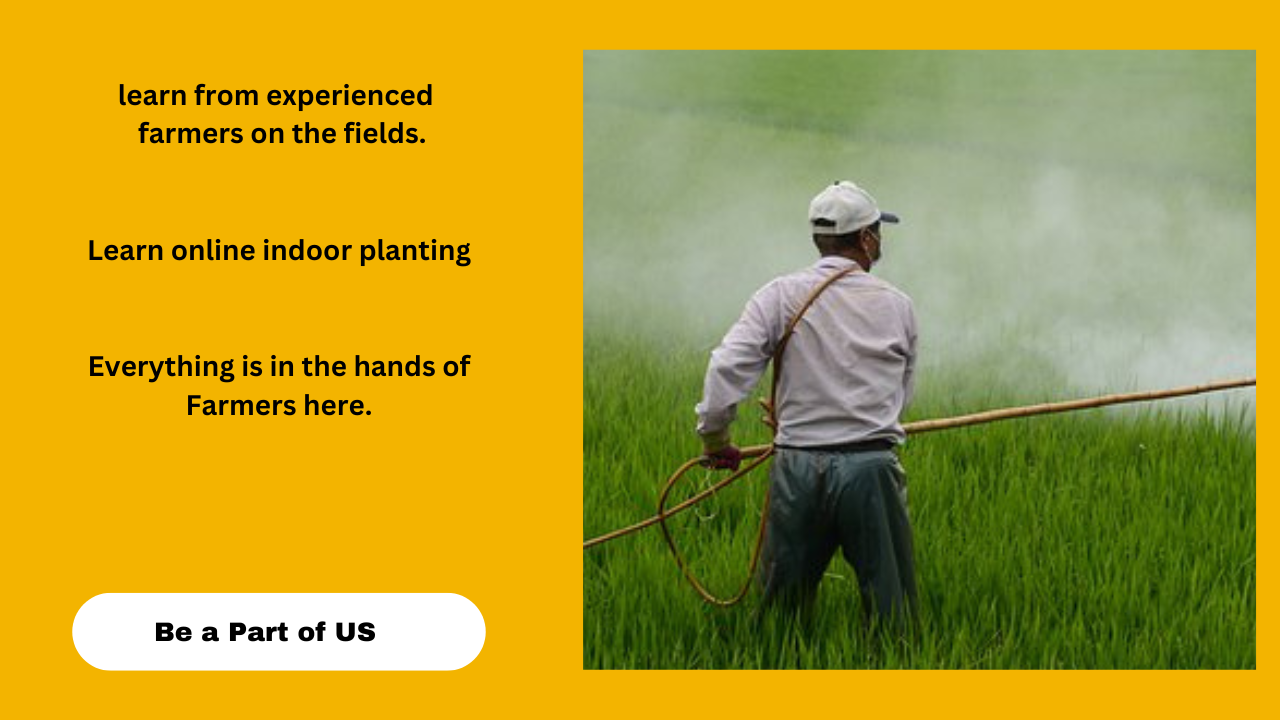 learn from experienced
farmers on the fields.
Learn online indoor planting
Everything is in the hands of
Farmers here.
Be a Part of US